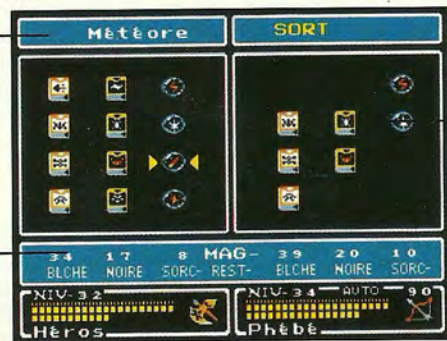 Météore SORT
34 17 8 MAG- 39 20 10
BLCHE NOIRE SORC- REST- BLCHE NOIRE SORC-
NIV-32 NIV-34 AUTO 90
Héros Phébé